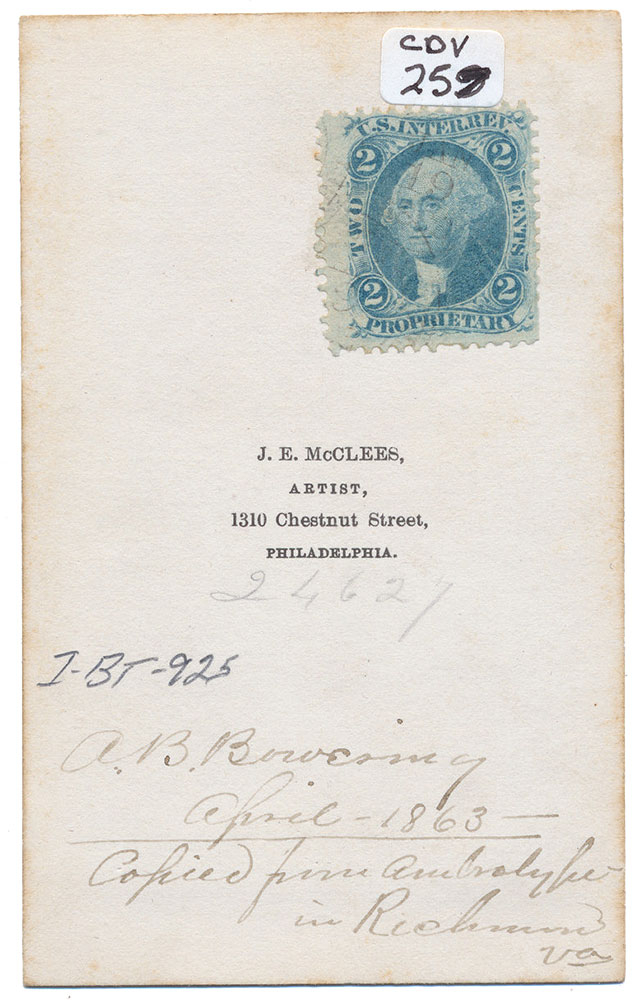 CDV
25
U.S. INTER. REV.
2 2
TWO CENTS
2 2
PROPRIETARY
J. E. McCLEES,
ARTIST,
1310 Chestnut Street,
PHILADELPHIA.
24627
I-BT-925
A. B. Bowering
April - 1863 -
Copied from Ambrotype
in Richmond
Va